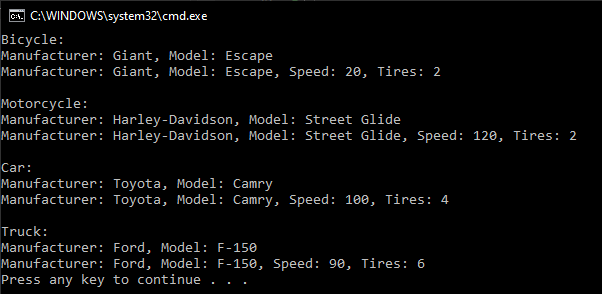 C:\WINDOWS\system32\cmd.exe
Bicycle:
Manufacturer: Giant, Model: Escape
Manufacturer: Giant, Model: Escape, Speed: 20, Tires: 2
Motorcycle:
Manufacturer: Harley-Davidson, Model: Street Glide
Manufacturer: Harley-Davidson, Model: Street Glide, Speed: 120, Tires: 2
Car:
Manufacturer: Toyota, Model: Camry
Manufacturer: Toyota, Model: Camry, Speed: 100, Tires: 4
Truck:
Manufacturer: Ford, Model: F-150
Manufacturer: Ford, Model: F-150, Speed: 90, Tires: 6
Press any key to continue . . .